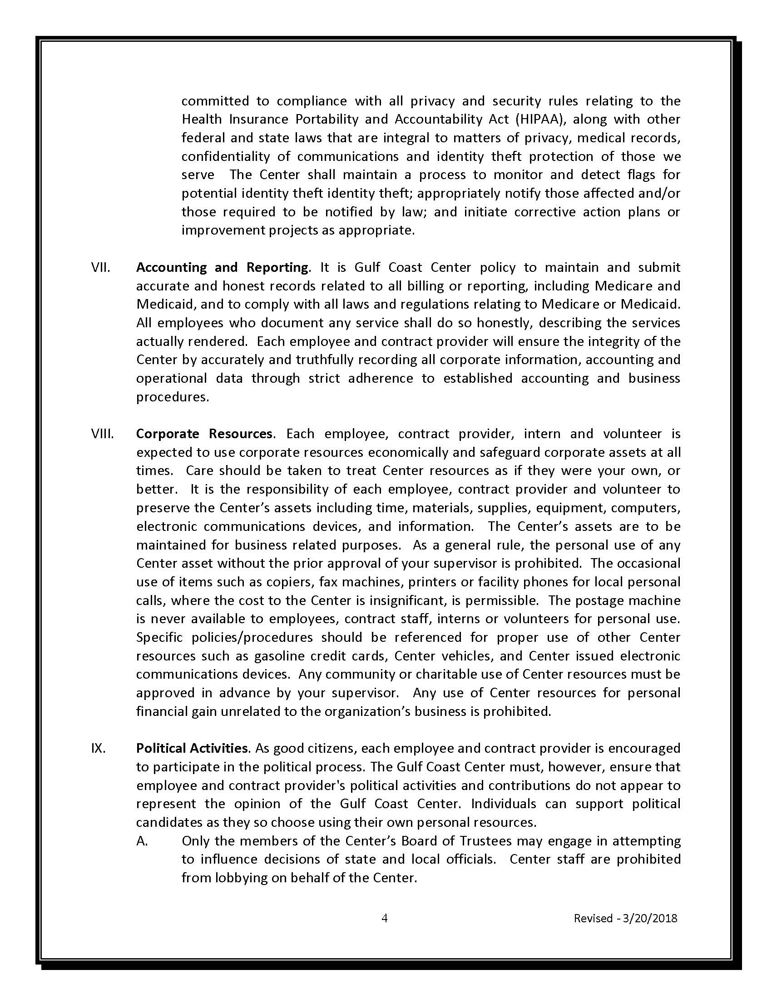 committed to compliance with all privacy and security rules relating to the
Health Insurance Portability and Accountability Act (HIPAA), along with other
federal and state laws that are integral to matters of privacy, medical records,
confidentiality of communications and identity theft protection of those we
serve  The Center shall maintain a process to monitor and detect flags for
potential identity theft identity theft; appropriately notify those affected and/or
those required to be notified by law; and initiate corrective action plans or
improvement projects as appropriate.
VII. Accounting and Reporting. It is Gulf Coast Center policy to maintain and submit
accurate and honest records related to all billing or reporting, including Medicare and
Medicaid, and to comply with all laws and regulations relating to Medicare or Medicaid.
All employees who document any service shall do so honestly, describing the services
actually rendered.  Each employee and contract provider will ensure the integrity of the
Center by accurately and truthfully recording all corporate information, accounting and
operational data through strict adherence to established accounting and business
procedures.
VIII. Corporate Resources. Each employee, contract provider, intern and volunteer is
expected to use corporate resources economically and safeguard corporate assets at all
times.  Care should be taken to treat Center resources as if they were your own, or
better.  It is the responsibility of each employee, contract provider and volunteer to
preserve the Center’s assets including time, materials, supplies, equipment, computers,
electronic communications devices, and information.  The Center’s assets are to be
maintained for business related purposes.  As a general rule, the personal use of any
Center asset without the prior approval of your supervisor is prohibited.  The occasional
use of items such as copiers, fax machines, printers or facility phones for local personal
calls, where the cost to the Center is insignificant, is permissible.  The postage machine
is never available to employees, contract staff, interns or volunteers for personal use.
Specific policies/procedures should be referenced for proper use of other Center
resources such as gasoline credit cards, Center vehicles, and Center issued electronic
communications devices.  Any community or charitable use of Center resources must be
approved in advance by your supervisor.  Any use of Center resources for personal
financial gain unrelated to the organization’s business is prohibited.
IX. Political Activities. As good citizens, each employee and contract provider is encouraged
to participate in the political process. The Gulf Coast Center must, however, ensure that
employee and contract provider's political activities and contributions do not appear to
represent the opinion of the Gulf Coast Center. Individuals can support political
candidates as they so choose using their own personal resources.
A. Only the members of the Center’s Board of Trustees may engage in attempting
to influence decisions of state and local officials.  Center staff are prohibited
from lobbying on behalf of the Center.
4 Revised - 3/20/2018